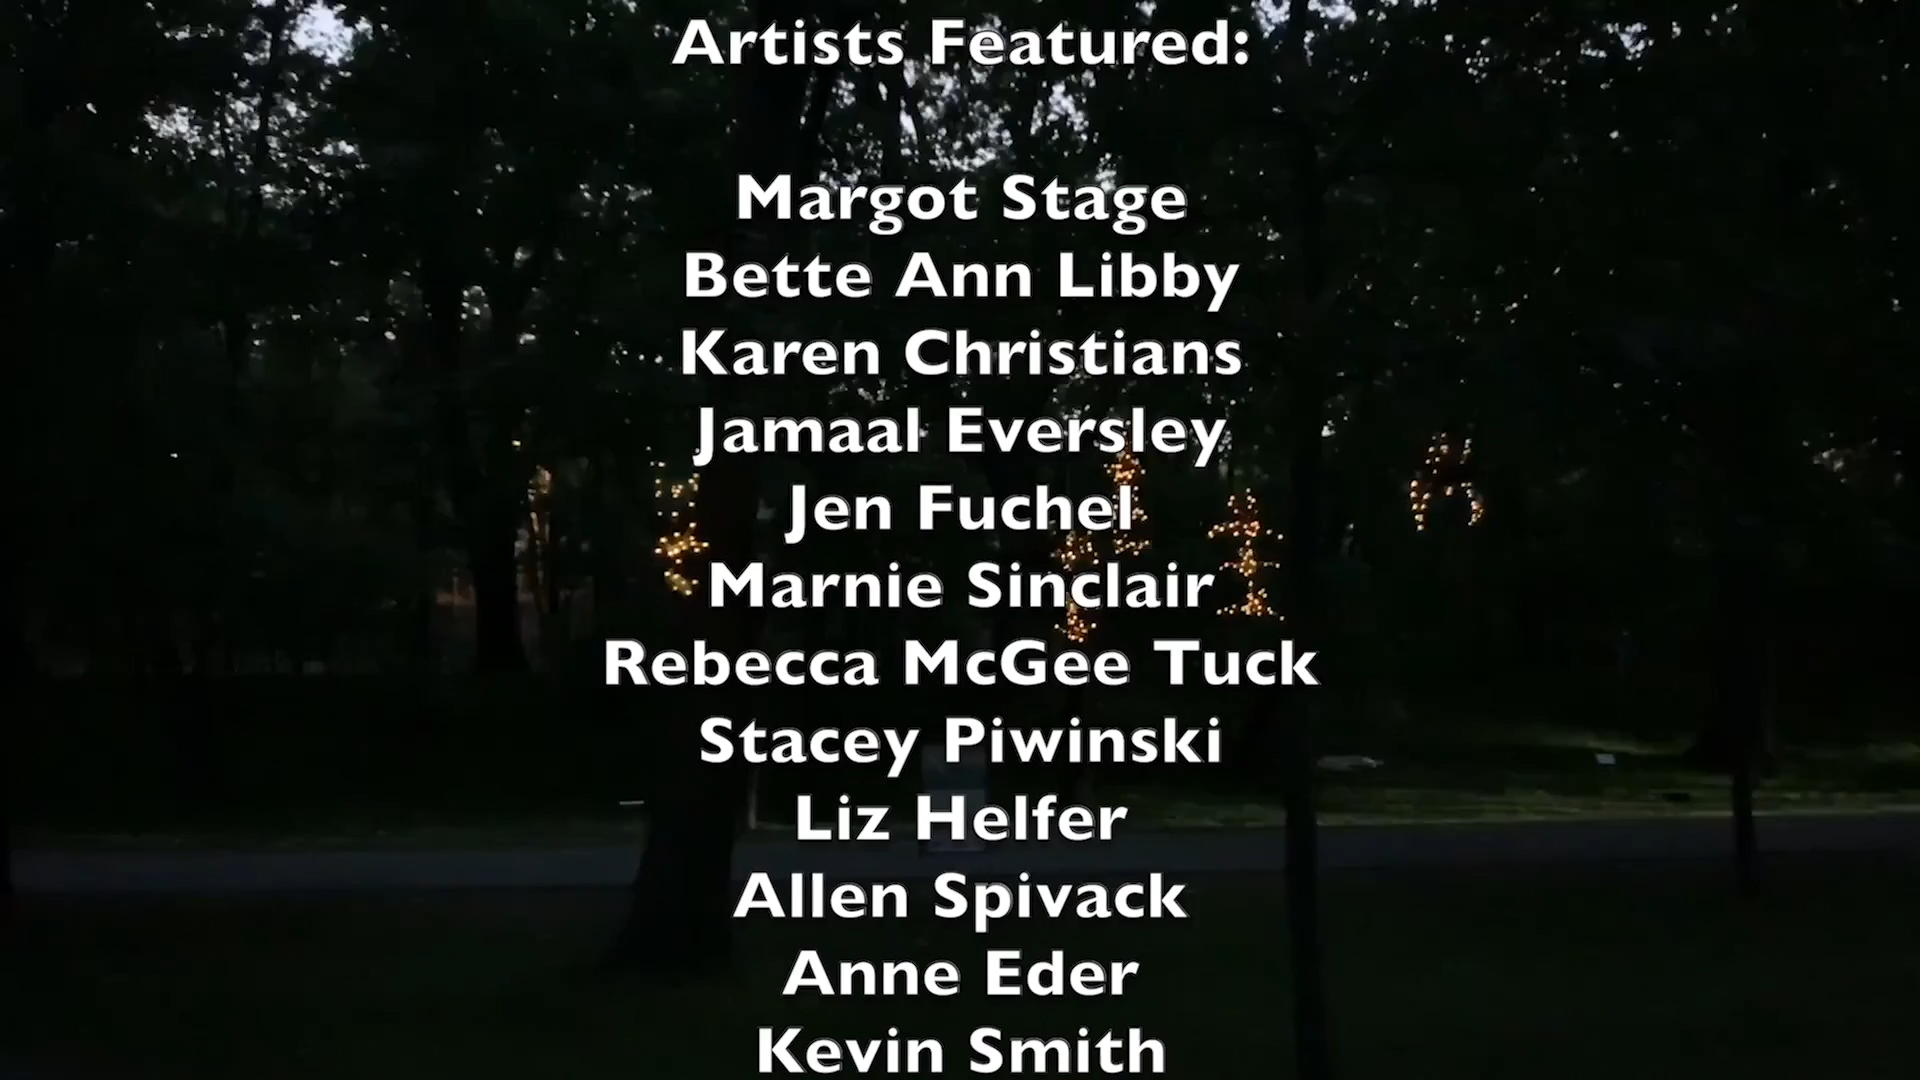 Artists Featured:
Margot Stage
Bette Ann Libby
Karen Christians
Jamaal Eversley
Jen Fuchel
Marnie Sinclair
Rebecca McGee Tuck
Stacey Piwinski
Liz Helfer
Allen Spivack
Anne Eder
Kevin Smith